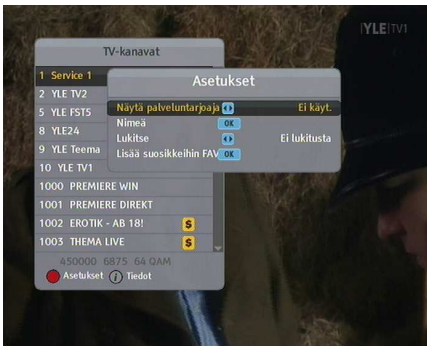 YLE TV1
TV-kanavat
1 Service 1
2 YLE TV2
5 YLE FST5
8 YLE24
9 YLE Teema
10 YLE TV1
1000 PREMIERE WIN
1001 PREMIERE DIREKT
1002 EROTIK - AB 18! $
1003 THEMA LIVE $
450000 6875 64 QAM
Asetukset i Tiedot
Asetukset
Näytä palveluntarjoaja Ei käyt.
Nimeä OK
Lukitse Ei lukitusta
Lisää suosikkeihin FAV OK